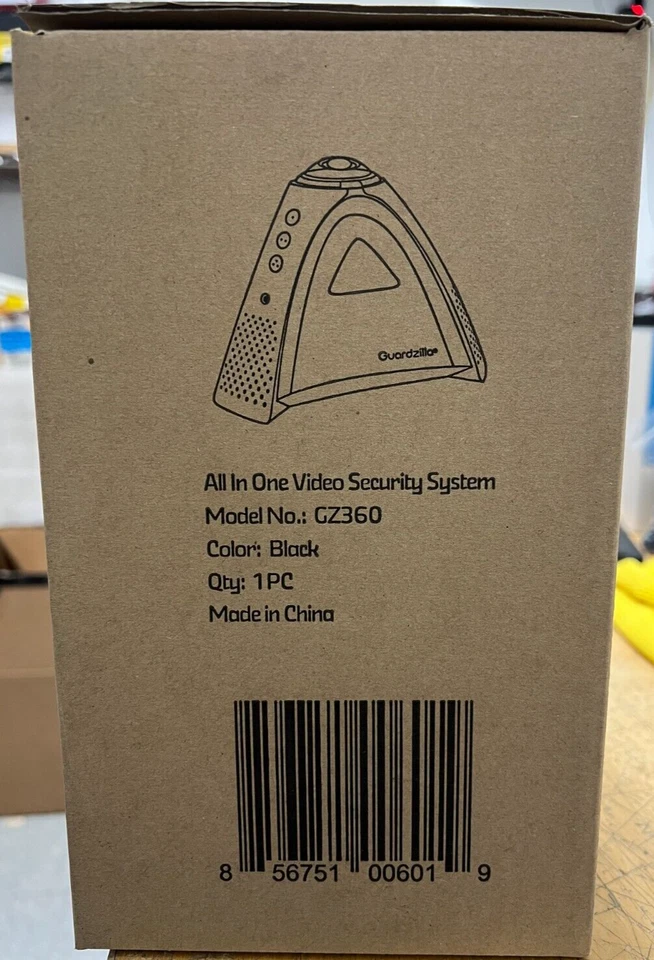 Guardzilla®
All In One Video Security System
Model No.: GZ360
Color: Black
Qty: 1PC
Made in China
8 56751 00601 9